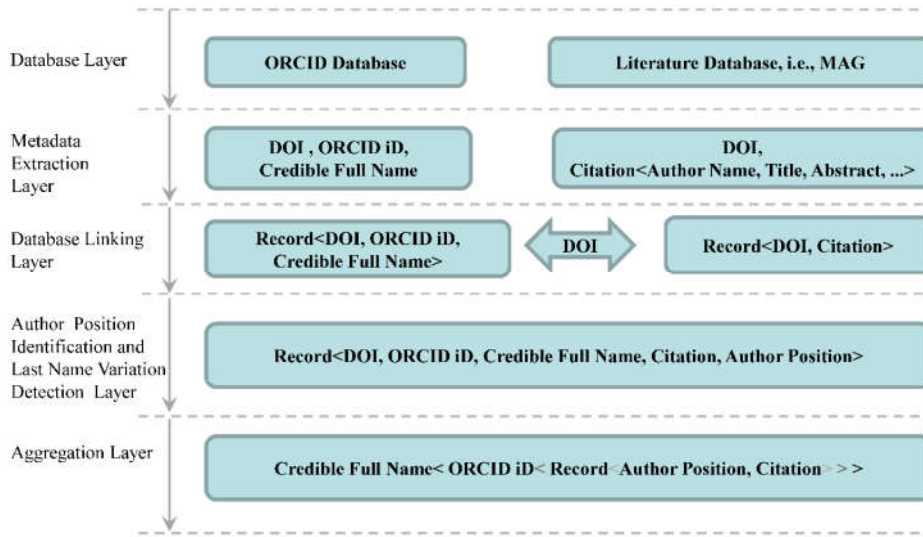 Database Layer
ORCID Database
Literature Database, i.e., MAG
Metadata
Extraction
Layer
DOI , ORCID iD,
Credible Full Name
DOI,
Citation<Author Name, Title, Abstract, ...>
Database Linking
Layer
Record<DOI, ORCID iD,
Credible Full Name>
DOI
Record<DOI, Citation>
Author Position
Identification and
Last Name Variation
Detection Layer
Record<DOI, ORCID iD, Credible Full Name, Citation, Author Position>
Aggregation Layer
Credible Full Name< ORCID iD< Record<Author Position, Citation> > >